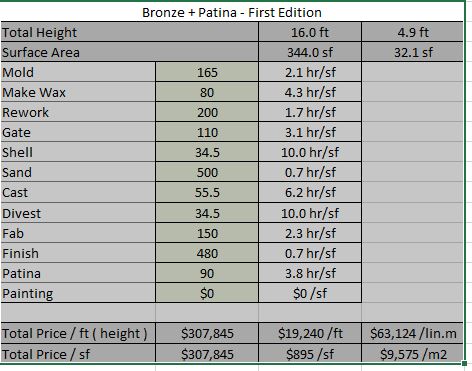 Bronze + Patina - First Edition
Total Height 16.0 ft 4.9 ft
Surface Area 344.0 sf 32.1 sf
Mold 165 2.1 hr/sf
Make Wax 80 4.3 hr/sf
Rework 200 1.7 hr/sf
Gate 110 3.1 hr/sf
Shell 34.5 10.0 hr/sf
Sand 500 0.7 hr/sf
Cast 55.5 6.2 hr/sf
Divest 34.5 10.0 hr/sf
Fab 150 2.3 hr/sf
Finish 480 0.7 hr/sf
Patina 90 3.8 hr/sf
Painting $0 $0 /sf
Total Price / ft ( height ) $307,845 $19,240 /ft $63,124 /lin.m
Total Price / sf $307,845 $895 /sf $9,575 /m2